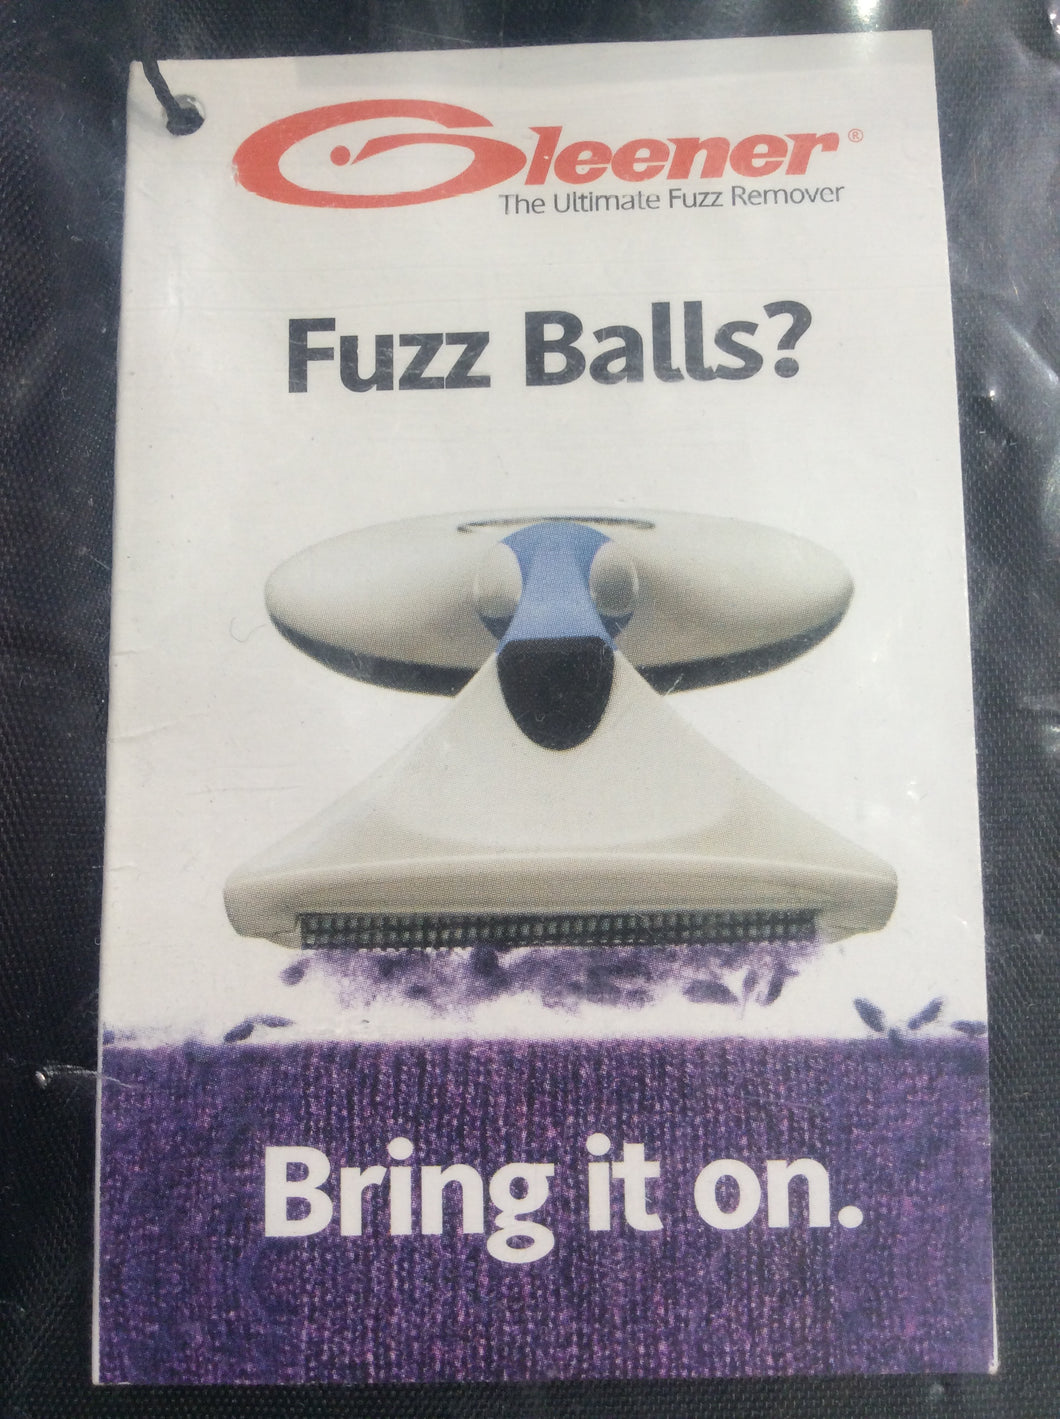 Gleener®
The Ultimate Fuzz Remover
Fuzz Balls?
Bring it on.